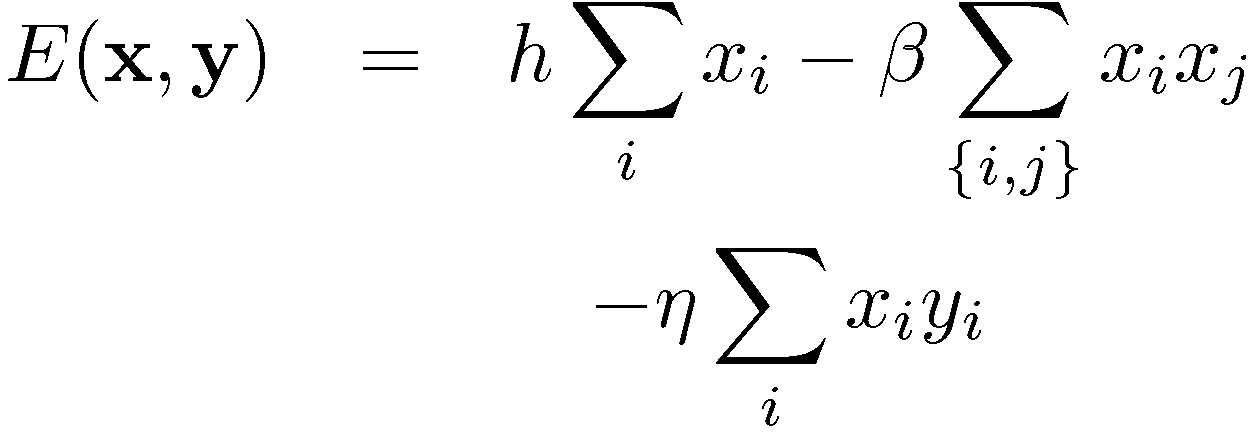 E(x, y) = h ∑_i x_i − β ∑_{i,j} x_i x_j
−η ∑_i x_i y_i